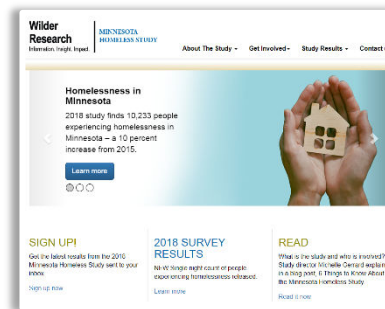 Wilder
Research
Information. Insight. Impact.
MINNESOTA
HOMELESS STUDY
About The Study
Get Involved
Study Results
Contact
Homelessness in
Minnesota
2018 study finds 10,233 people
experiencing homelessness in
Minnesota – a 10 percent
increase from 2015.
Learn more
SIGN UP!
Get the latest results from the 2018
Minnesota Homeless Study sent to your
inbox.
Sign up now
2018 SURVEY
RESULTS
NEW Single night count of people
experiencing homelessness released.
Learn more
READ
What is the study and who is involved?
Study director Michelle Gerrard explain
in a blog post, 6 Things to Know About
the Minnesota Homeless Study.
Read it now